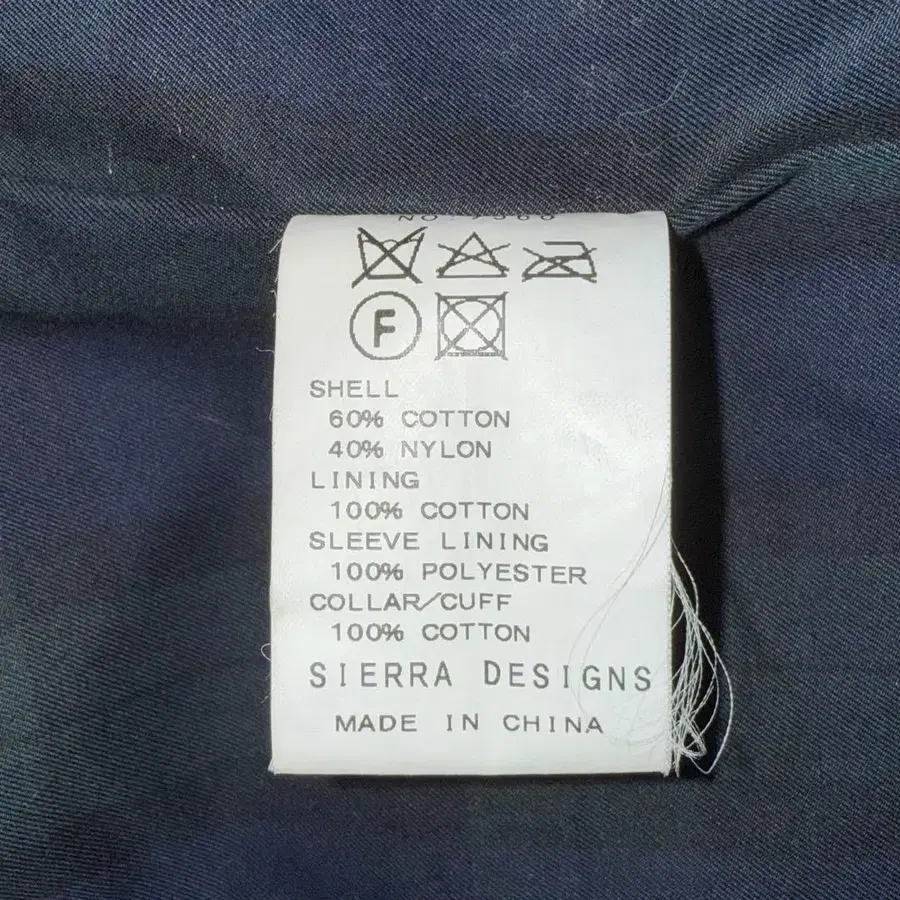 F
SHELL
60% COTTON
40% NYLON
LINING
100% COTTON
SLEEVE LINING
100% POLYESTER
COLLAR/CUFF
100% COTTON
SIERRA DESIGNS
MADE IN CHINA